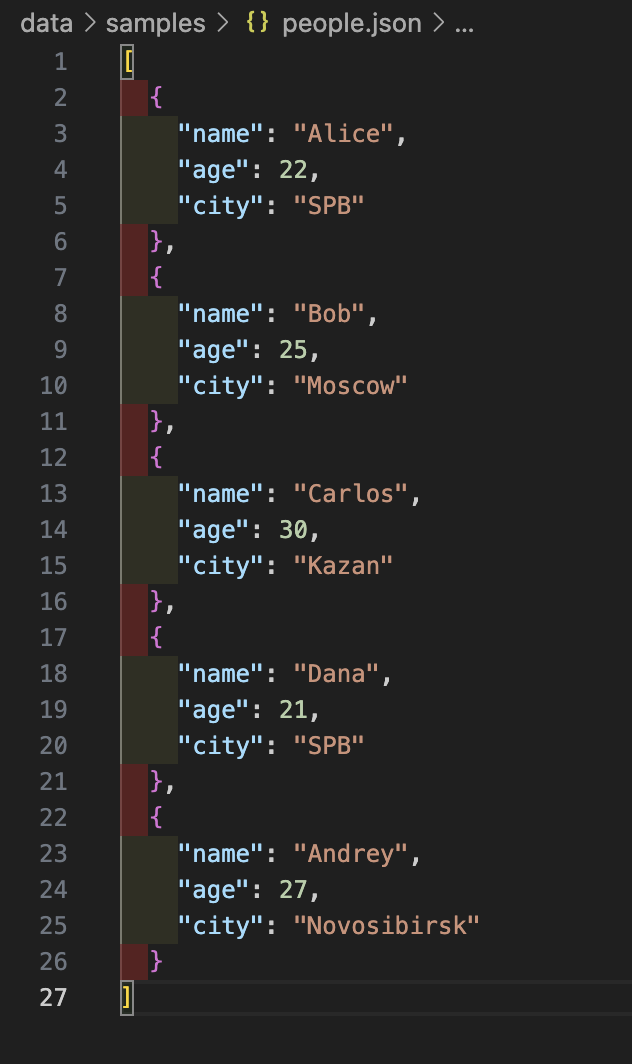 data > samples > {} people.json > ...
1 [
2 {
3 "name": "Alice",
4 "age": 22,
5 "city": "SPB"
6 },
7 {
8 "name": "Bob",
9 "age": 25,
10 "city": "Moscow"
11 },
12 {
13 "name": "Carlos",
14 "age": 30,
15 "city": "Kazan"
16 },
17 {
18 "name": "Dana",
19 "age": 21,
20 "city": "SPB"
21 },
22 {
23 "name": "Andrey",
24 "age": 27,
25 "city": "Novosibirsk"
26 }
27 ]